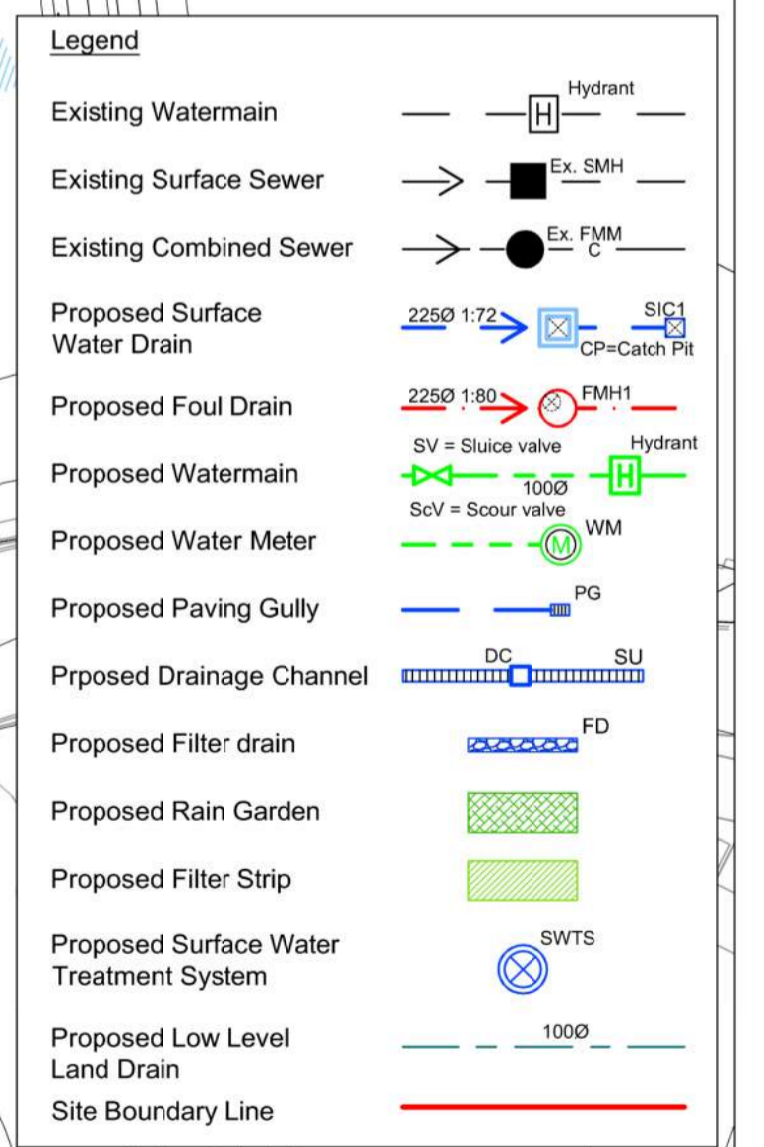 Legend
Existing Watermain
Hydrant
H
Existing Surface Sewer
Ex. SMH
Existing Combined Sewer
Ex. FMM
C
Proposed Surface
Water Drain
225Ø 1:72
SIC1
CP=Catch Pit
Proposed Foul Drain
225Ø 1:80
FMH1
Proposed Watermain
SV = Sluice valve
Hydrant
H
100Ø
ScV = Scour valve
Proposed Water Meter
M
WM
Proposed Paving Gully
PG
Prposed Drainage Channel
DC
SU
Proposed Filter drain
FD
Proposed Rain Garden
Proposed Filter Strip
Proposed Surface Water
Treatment System
SWTS
Proposed Low Level
Land Drain
100Ø
Site Boundary Line